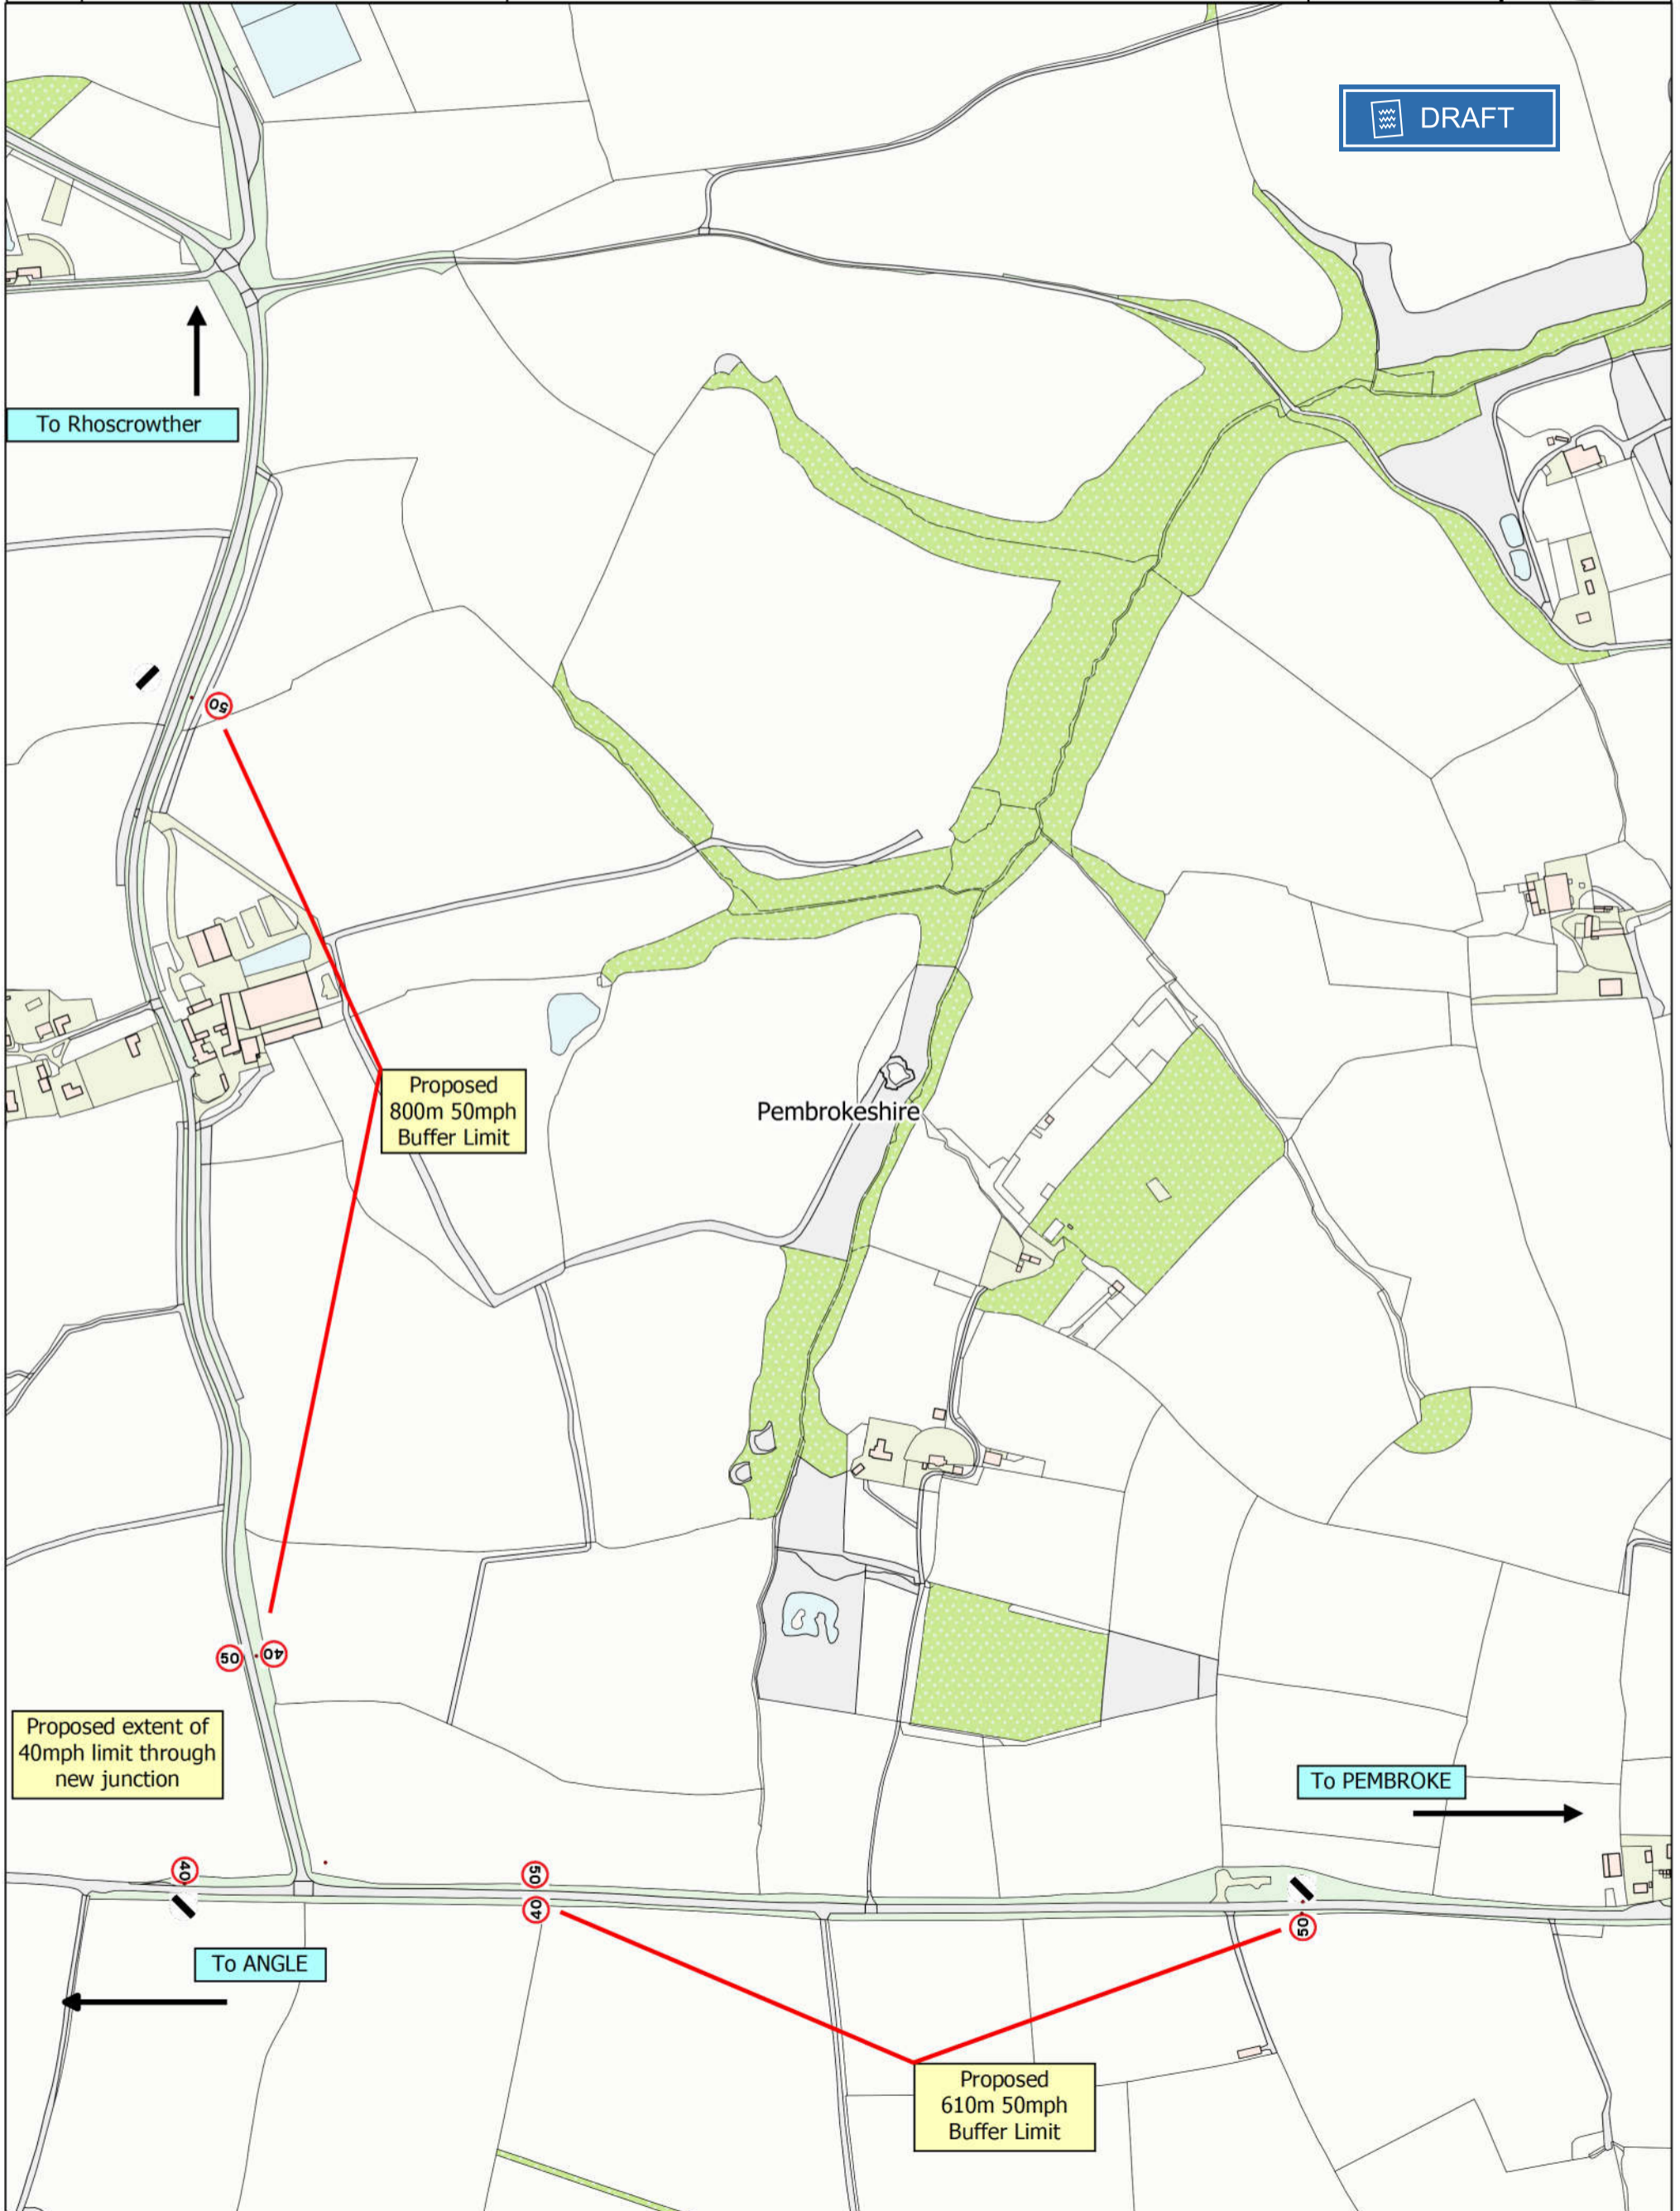 DRAFT
To Rhoscrowther
50
Proposed
800m 50mph
Buffer Limit
Pembrokeshire
50
40
Proposed extent of
40mph limit through
new junction
To PEMBROKE
40
50
40
50
To ANGLE
Proposed
610m 50mph
Buffer Limit